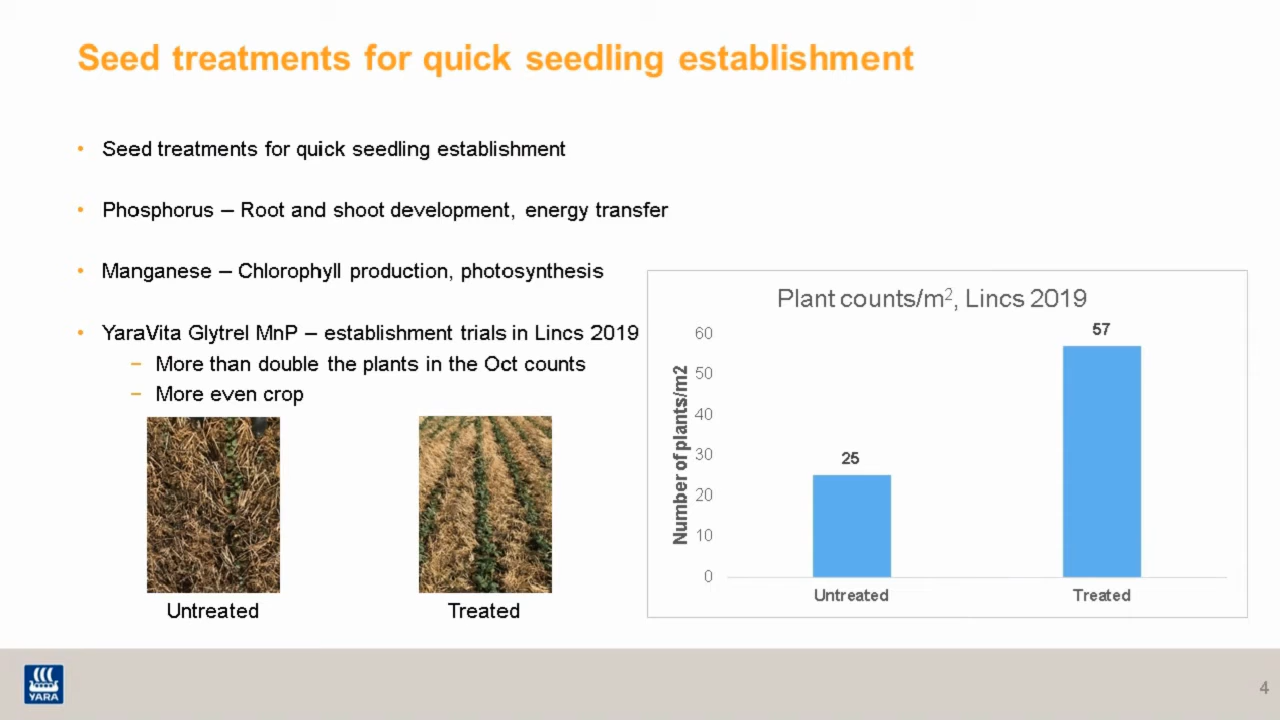 Seed treatments for quick seedling establishment
• Seed treatments for quick seedling establishment
• Phosphorus – Root and shoot development, energy transfer
• Manganese – Chlorophyll production, photosynthesis
• YaraVita Glytrel MnP – establishment trials in Lincs 2019
– More than double the plants in the Oct counts
– More even crop
Untreated
Treated
Plant counts/m², Lincs 2019
Number of plants/m2
60
50
40
30
20
10
0
25
57
Untreated
Treated
YARA
4